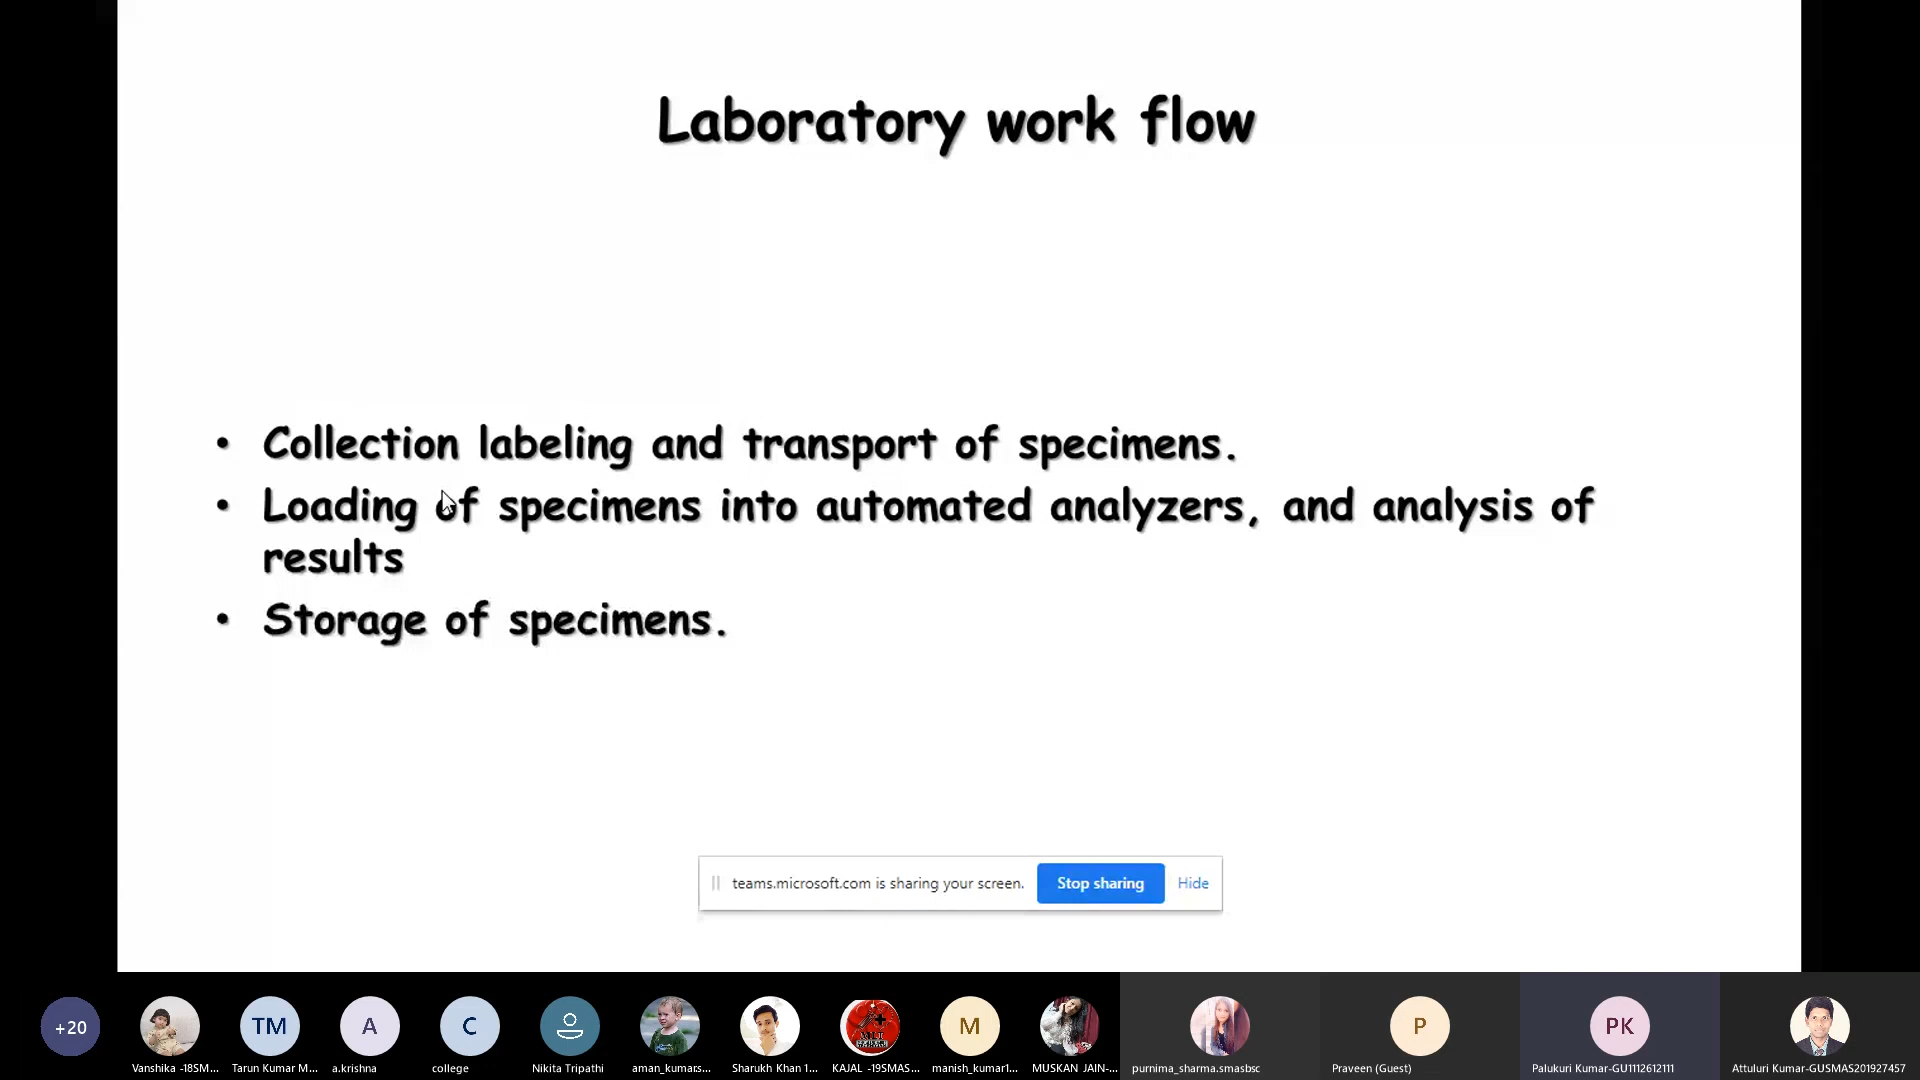 Laboratory work flow
• Collection labeling and transport of specimens.
• Loading of specimens into automated analyzers, and analysis of
results
• Storage of specimens.
teams.microsoft.com is sharing your screen. Stop sharing Hide
+20 TM A C M P PK
Vanshika -18SM... Tarun Kumar M... a.krishna college Nikita Tripathi aman_kumar.s... Sharukh Khan 1... KAJAL -19SMAS... manish_kumar1... MUSKAN JAIN-... purnima_sharma.smasbsc Praveen (Guest) Palukuri Kumar-GU1112612111 Attuluri Kumar-GUSMAS201927457